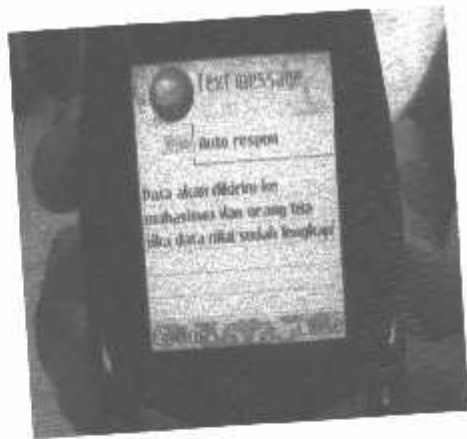 Text message
Auto respon
Data akan dikirim ke
mahasiswa dan orang tua
jika data nilai sudah lengkap!